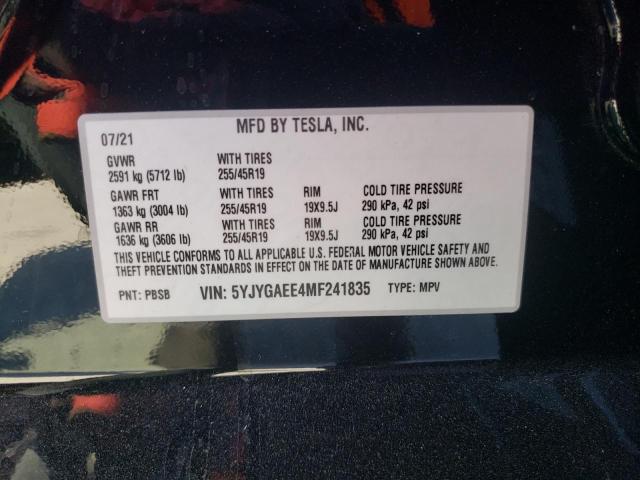 07/21 MFD BY TESLA, INC.
GVWR WITH TIRES
2591 kg (5712 lb) 255/45R19
GAWR FRT WITH TIRES RIM COLD TIRE PRESSURE
1363 kg (3004 lb) 255/45R19 19X9.5J 290 kPa, 42 psi
GAWR RR WITH TIRES RIM COLD TIRE PRESSURE
1636 kg (3606 lb) 255/45R19 19X9.5J 290 kPa, 42 psi
THIS VEHICLE CONFORMS TO ALL APPLICABLE U.S. FEDERAL MOTOR VEHICLE SAFETY AND
THEFT PREVENTION STANDARDS IN EFFECT ON THE DATE OF MANUFACTURE SHOWN ABOVE.
PNT: PBSB VIN: 5YJYGAEE4MF241835 TYPE: MPV